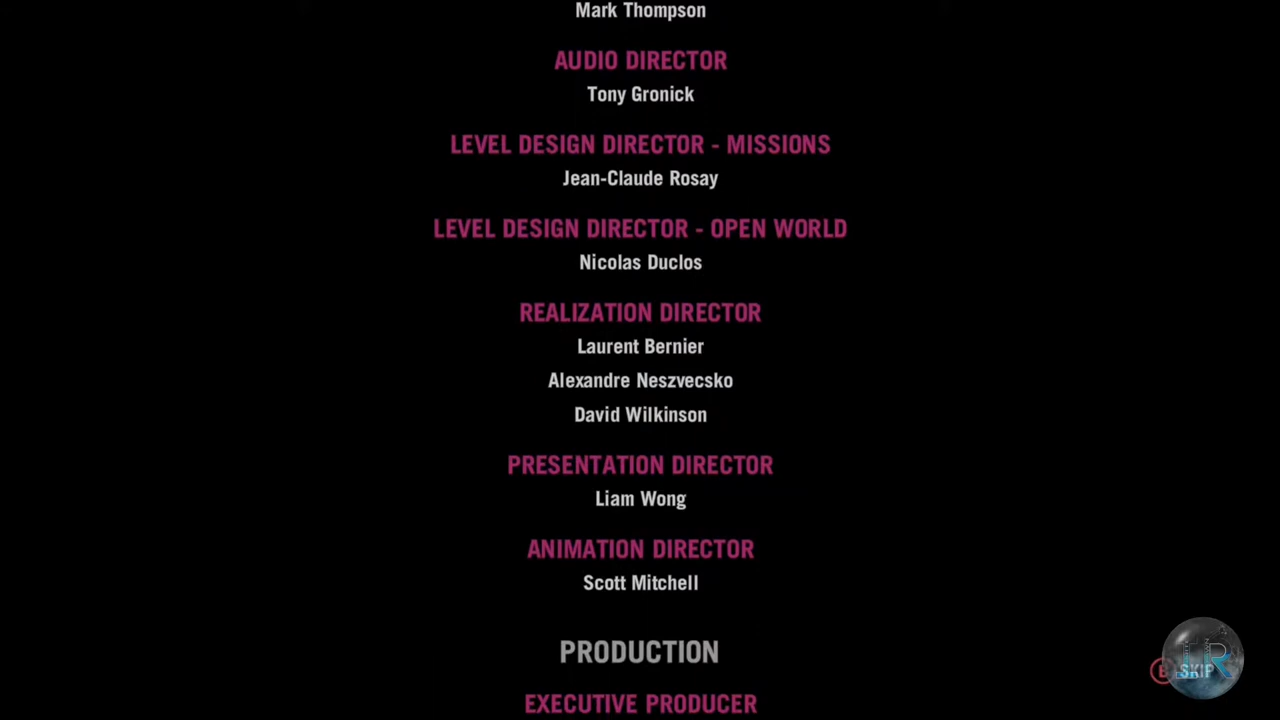 Mark Thompson
AUDIO DIRECTOR
Tony Gronick
LEVEL DESIGN DIRECTOR - MISSIONS
Jean-Claude Rosay
LEVEL DESIGN DIRECTOR - OPEN WORLD
Nicolas Duclos
REALIZATION DIRECTOR
Laurent Bernier
Alexandre Neszvecsko
David Wilkinson
PRESENTATION DIRECTOR
Liam Wong
ANIMATION DIRECTOR
Scott Mitchell
PRODUCTION
SKIP
EXECUTIVE PRODUCER